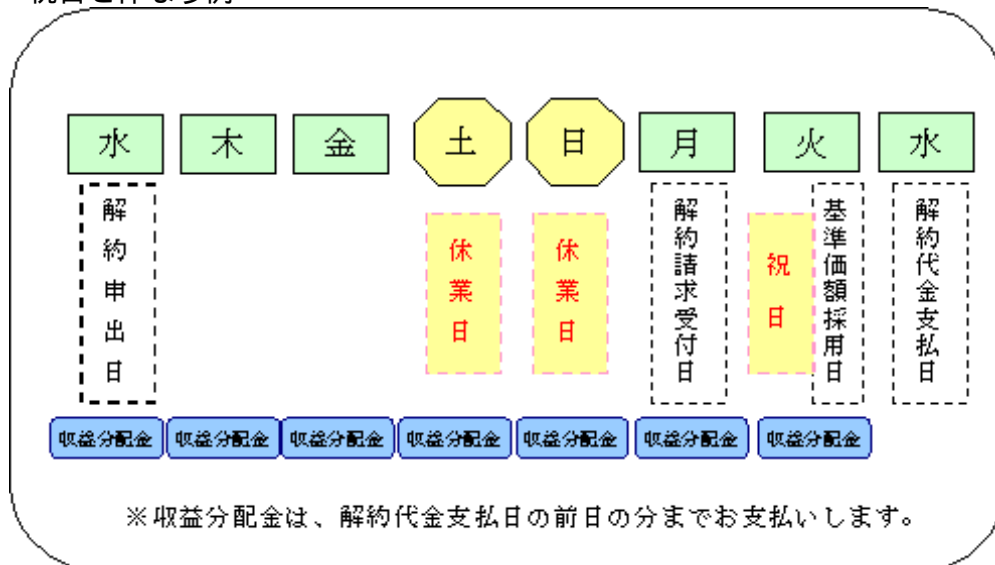 水 木 金 土 日 月 火 水
解約申出日
休業日
休業日
解約請求受付日
祝日
基準価額採用日
解約代金支払日
収益分配金 収益分配金 収益分配金 収益分配金 収益分配金 収益分配金 収益分配金
※収益分配金は、解約代金支払日の前日の分までお支払いします。